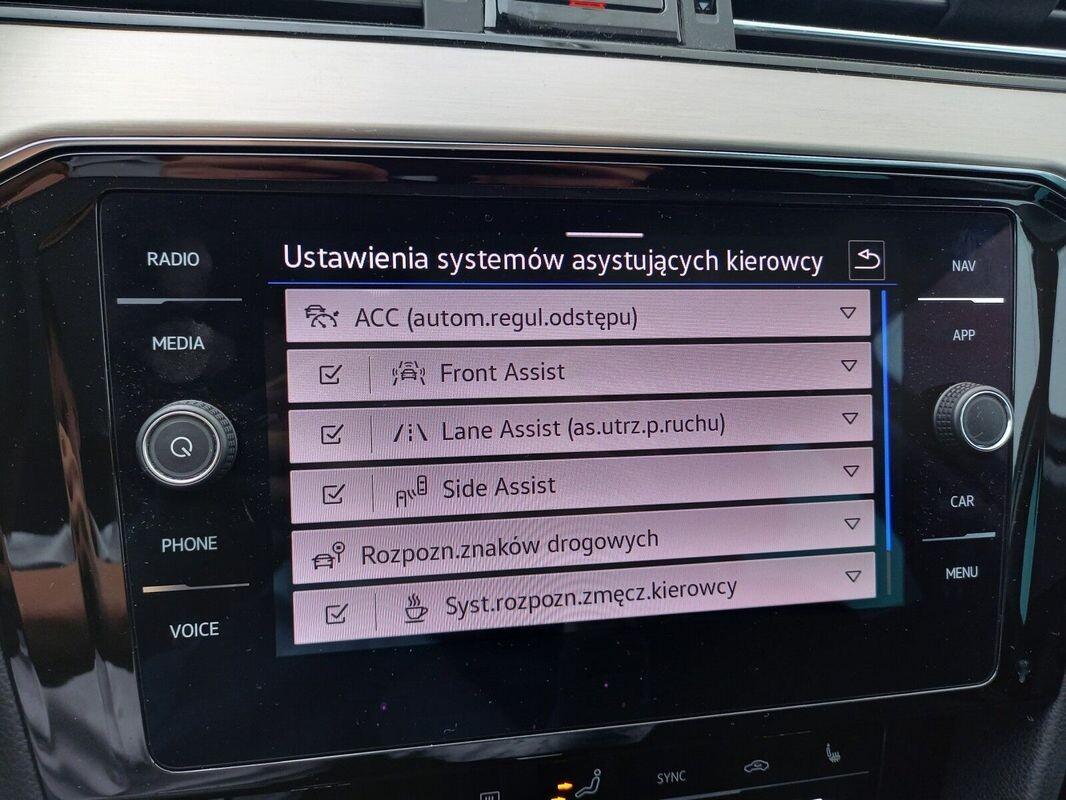 RADIO
MEDIA
PHONE
VOICE
Ustawienia systemów asystujących kierowcy
ACC (autom.regul.odstępu)
Front Assist
Lane Assist (as.utrz.p.ruchu)
Side Assist
Rozpozn.znaków drogowych
Syst.rozpozn.zmęcz.kierowcy
NAV
APP
CAR
MENU
SYNC